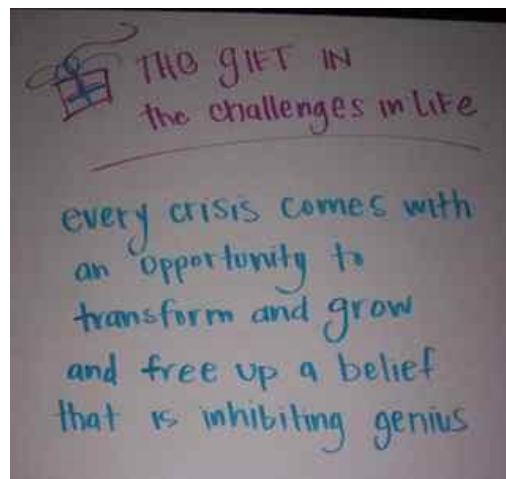 THE GIFT IN
the challenges in life
every crisis comes with
an opportunity to
transform and grow
and free up a belief
that is inhibiting genius